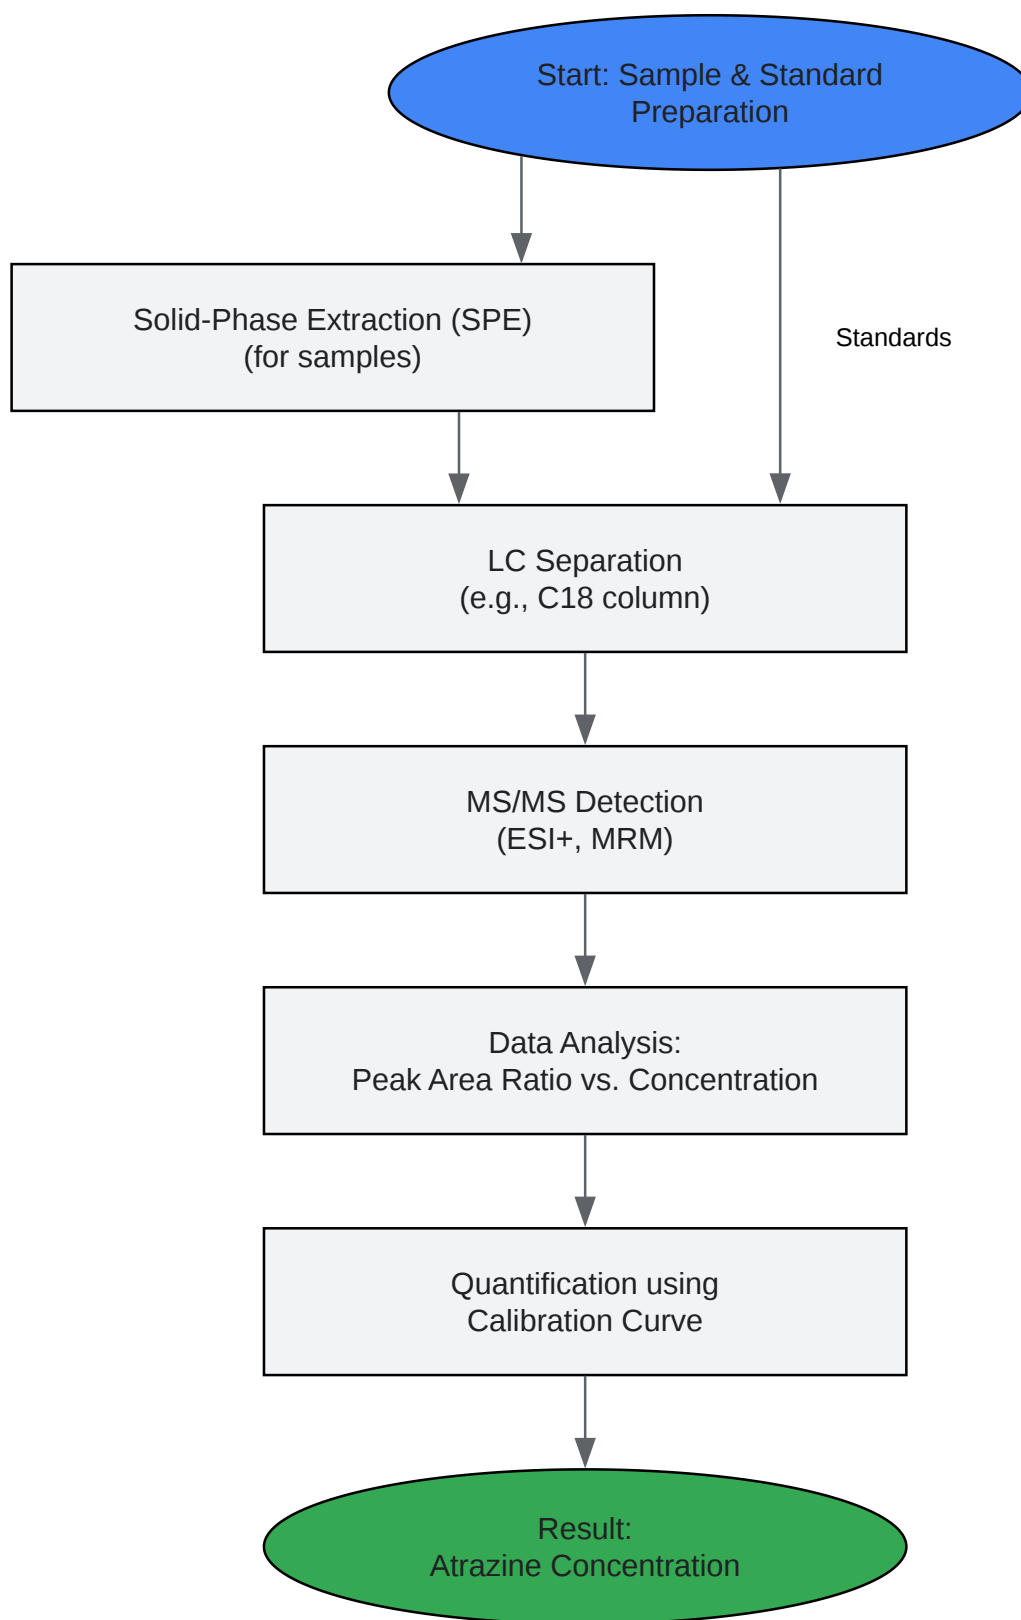 Start: Sample & Standard
Preparation
Solid-Phase Extraction (SPE)
(for samples)
Standards
LC Separation
(e.g., C18 column)
MS/MS Detection
(ESI+, MRM)
Data Analysis:
Peak Area Ratio vs. Concentration
Quantification using
Calibration Curve
Result:
Atrazine Concentration